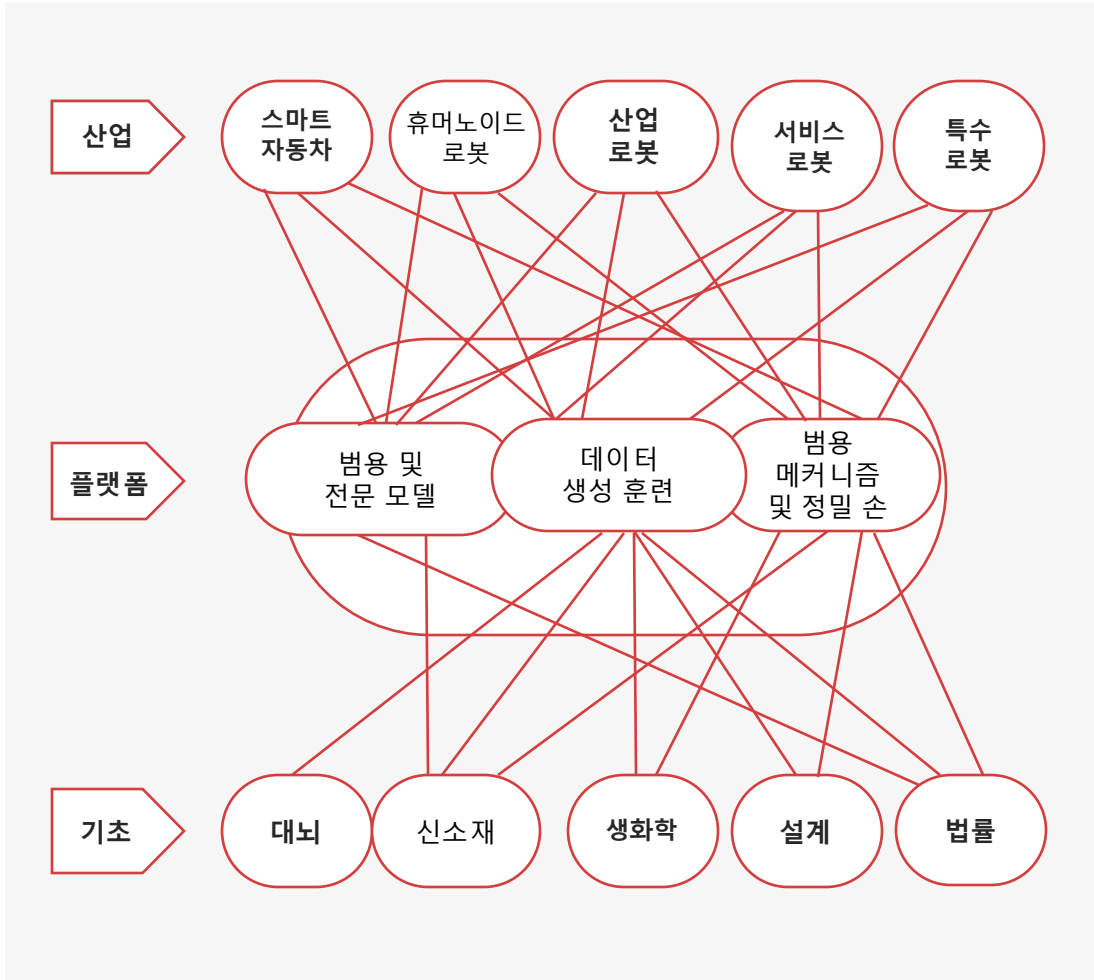 산업
스마트
자동차
휴머노이드
로봇
산업
로봇
서비스
로봇
특수
로봇
플랫폼
범용 및
전문 모델
데이터
생성 훈련
범용
메커니즘
및 정밀 손
기초
대뇌
신소재
생화학
설계
법률